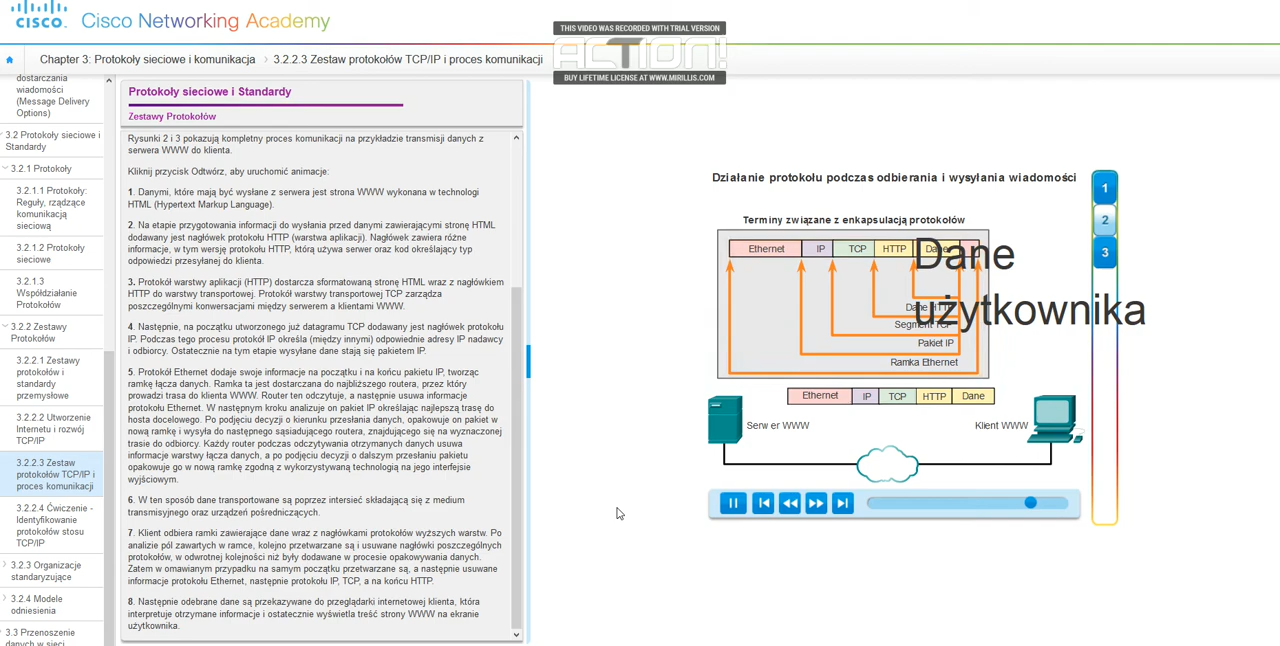 cisco.
Cisco Networking Academy
THIS VIDEO WAS RECORDED WITH TRIAL VERSION
ACTION!
BUY LIFETIME LICENSE AT WWW.MIRILLIS.COM
Chapter 3: Protokoły sieciowe i komunikacja
3.2.2.3 Zestaw protokołów TCP/IP i proces komunikacji
dostarczania
wiadomości
(Message Delivery
Options)
3.2 Protokoły sieciowe i
Standardy
3.2.1 Protokoły
3.2.1.1 Protokoły:
Reguły, rządzące
komunikacją
sieciową
3.2.1.2 Protokoły
sieciowe
3.2.1.3
Współdziałanie
Protokołów
3.2.2 Zestawy
Protokołów
3.2.2.1 Zestawy
protokołów i
standardy
przemysłowe
3.2.2.2 Utworzenie
Internetu i rozwój
TCP/IP
3.2.2.3 Zestaw
protokołów TCP/IP i
proces komunikacji
3.2.2.4 Ćwiczenie -
Identyfikowanie
protokołów stosu
TCP/IP
3.2.3 Organizacje
standaryzujące
3.2.4 Modele
odniesienia
3.3 Przenoszenie
danych w sieci
Protokoły sieciowe i Standardy
Zestawy Protokołów
Rysunki 2 i 3 pokazują kompletny proces komunikacji na przykładzie transmisji danych z
serwera WWW do klienta.
Kliknij przycisk Odtwórz, aby uruchomić animacje:
1. Danymi, które mają być wysłane z serwera jest strona WWW wykonana w technologi
HTML (Hypertext Markup Language).
2. Na etapie przygotowania informacji do wysłania przed danymi zawierającymi stronę HTML
dodawany jest nagłówek protokołu HTTP (warstwa aplikacji). Nagłówek zawiera różne
informacje, w tym wersję protokołu HTTP, którą używa serwer oraz kod określający typ
odpowiedzi przesyłanej do klienta.
3. Protokół warstwy aplikacji (HTTP) dostarcza sformatowaną stronę HTML wraz z nagłówkiem
HTTP do warstwy transportowej. Protokół warstwy transportowej TCP zarządza
poszczególnymi konwersacjami między serwerem a klientami WWW.
4. Następnie, na początku utworzonego już datagramu TCP dodawany jest nagłówek protokołu
IP. Podczas tego procesu protokół IP określa (między innymi) odpowiednie adresy IP nadawcy
i odbiorcy. Ostatecznie na tym etapie wysyłane dane stają się pakietem IP.
5. Protokół Ethernet dodaje swoje informacje na początku i na końcu pakietu IP, tworząc
ramkę łącza danych. Ramka ta jest dostarczana do najbliższego routera, przez który
prowadzi trasa do klienta WWW. Router ten odczytuje, a następnie usuwa informacje
protokołu Ethernet. W następnym kroku analizuje on pakiet IP określając najlepszą trasę do
hosta docelowego. Po podjęciu decyzji o kierunku przesłania danych, opakowuje on pakiet w
nową ramkę i wysyła do następnego sąsiadującego routera, znajdującego się na wyznaczonej
trasie do odbiorcy. Każdy router podczas odczytywania otrzymanych danych usuwa
informacje warstwy łącza danych, a po podjęciu decyzji o dalszym przesłaniu pakietu
opakowuje go w nową ramkę zgodną z wykorzystywaną technologią na jego interfejsie
wyjściowym.
6. W ten sposób dane transportowane są poprzez intersieć składającą się z medium
transmisyjnego oraz urządzeń pośredniczących.
7. Klient odbiera ramki zawierające dane wraz z nagłówkami protokołów wyższych warstw. Po
analizie pól zawartych w ramce, kolejno przetwarzane są i usuwane nagłówki poszczególnych
protokołów, w odwrotnej kolejności niż były dodawane w procesie opakowywania danych.
Zatem w omawianym przypadku na samym początku przetwarzane są, a następnie usuwane
informacje protokołu Ethernet, następnie protokołu IP, TCP, a na końcu HTTP.
8. Następnie odebrane dane są przekazywane do przeglądarki internetowej klienta, która
interpretuje otrzymane informacje i ostatecznie wyświetla treść strony WWW na ekranie
użytkownika.
Działanie protokołu podczas odbierania i wysyłania wiadomości
Terminy związane z enkapsulacją protokołów
Ethernet IP TCP HTTP Dane
Dane
użytkownika
Dane HTTP
Segment TCP
Pakiet IP
Ramka Ethernet
Ethernet IP TCP HTTP Dane
Serw er WWW
Klient WWW
1
2
3